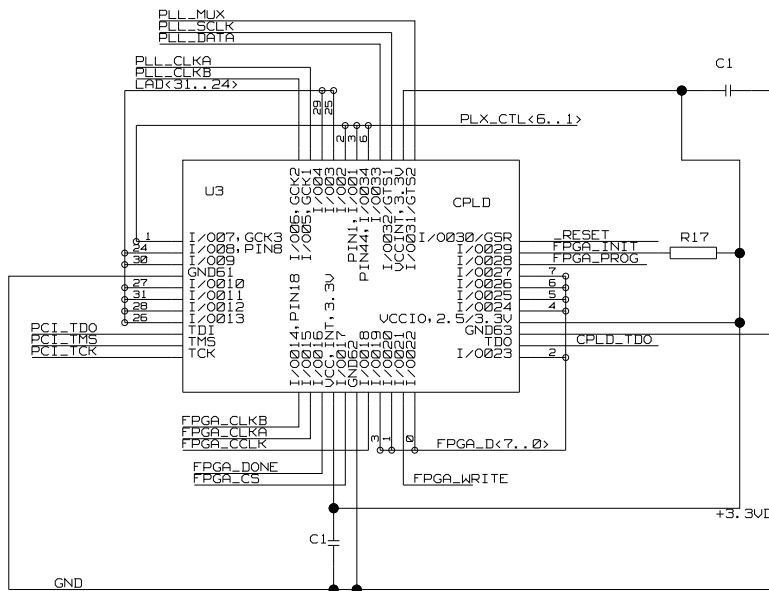 PLL_MUX
PLL_SCLK
PLL_DATA
PLL_CLKA
PLL_CLKB
LAD<31..24>
C1
29
25
2
3
6
PLX_CTL<6..1>
U3
CPLD
I/O06,GCK2
I/O05,GCK1
I/O04
I/O03
I/O02
PIN1,I/O01
PIN44,I/O34
I/O033
I/O032/GTS1
VCCINT,3.3V
I/O031/GTS2
1
24
30
27
31
28
26
I/O07,GCK3
I/O08,PIN8
I/O09
GND61
I/O010
I/O011
I/O012
I/O013
TDI
TMS
TCK
PCI_TDO
PCI_TMS
PCI_TCK
I/O030/GSR
I/O029
I/O028
I/O027
I/O026
I/O025
I/O024
VCCIO,2.5/3.3V
GND63
TDO
I/O023
_RESET
FPGA_INIT
FPGA_PROG
R17
7
6
5
4
CPLD_TDO
2
I/O014,PIN18
I/O015
I/O016
VCC,INT,3.3V
I/O017
GND62
I/O018
I/O019
I/O020
I/O021
I/O022
FPGA_CLKB
FPGA_CLKA
FPGA_CCLK
3
1
0
FPGA_D<7..0>
FPGA_DONE
FPGA_CS
FPGA_WRITE
+3.3VD
C1
GND